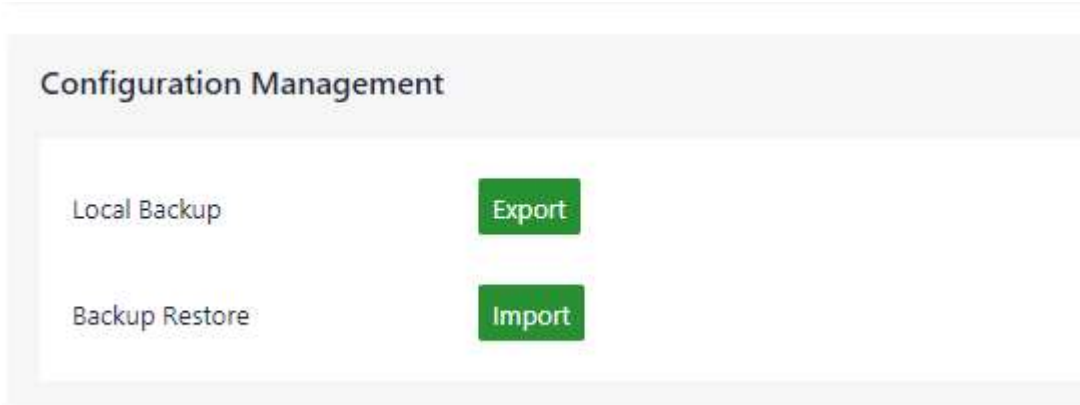 Configuration Management
Local Backup Export
Backup Restore Import